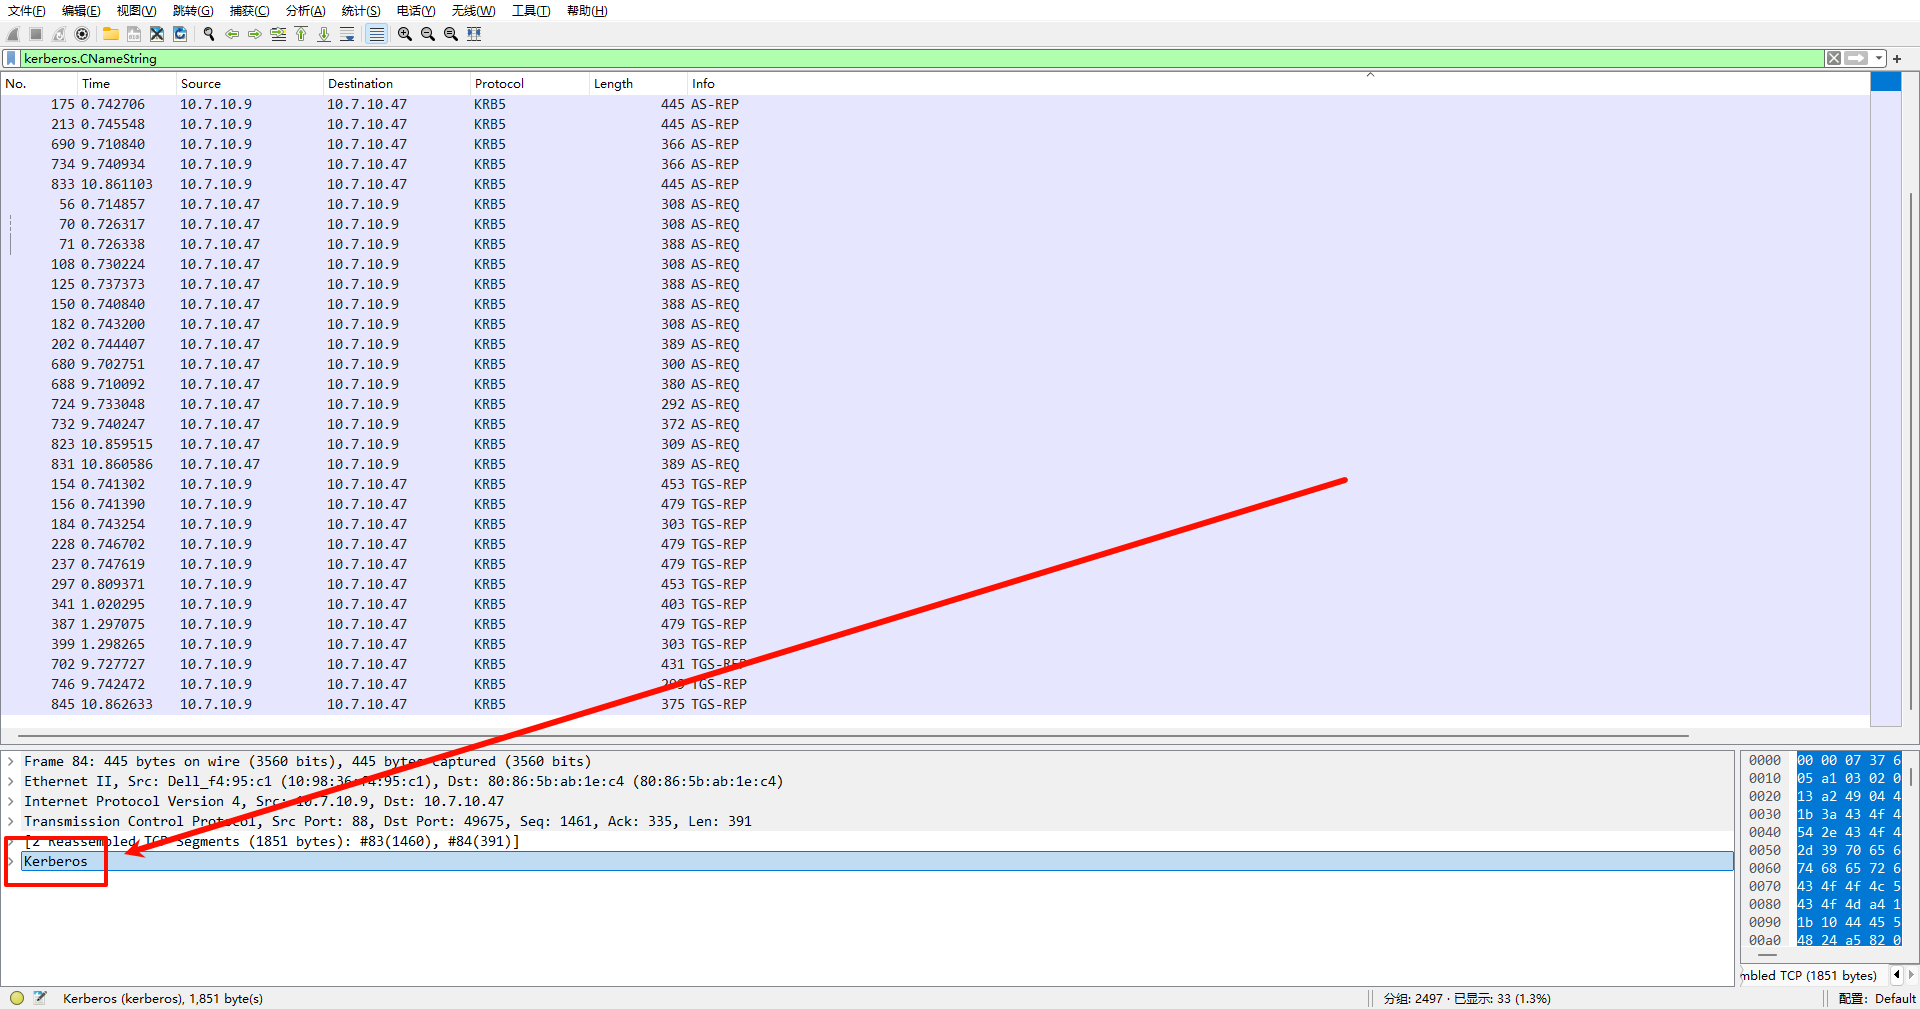 文件(F) 编辑(E) 视图(V) 跳转(G) 捕获(C) 分析(A) 统计(S) 电话(Y) 无线(W) 工具(T) 帮助(H)
kerberos.CNameString
No. Time Source Destination Protocol Length Info
175 0.742706 10.7.10.9 10.7.10.47 KRB5 445 AS-REP
213 0.745548 10.7.10.9 10.7.10.47 KRB5 445 AS-REP
690 9.710840 10.7.10.9 10.7.10.47 KRB5 366 AS-REP
734 9.740934 10.7.10.9 10.7.10.47 KRB5 366 AS-REP
833 10.861103 10.7.10.9 10.7.10.47 KRB5 445 AS-REP
56 0.714857 10.7.10.47 10.7.10.9 KRB5 308 AS-REQ
70 0.726317 10.7.10.47 10.7.10.9 KRB5 308 AS-REQ
71 0.726338 10.7.10.47 10.7.10.9 KRB5 388 AS-REQ
108 0.730224 10.7.10.47 10.7.10.9 KRB5 308 AS-REQ
125 0.737373 10.7.10.47 10.7.10.9 KRB5 388 AS-REQ
150 0.740840 10.7.10.47 10.7.10.9 KRB5 388 AS-REQ
182 0.743200 10.7.10.47 10.7.10.9 KRB5 308 AS-REQ
202 0.744407 10.7.10.47 10.7.10.9 KRB5 389 AS-REQ
680 9.702751 10.7.10.47 10.7.10.9 KRB5 300 AS-REQ
688 9.710092 10.7.10.47 10.7.10.9 KRB5 380 AS-REQ
724 9.733048 10.7.10.47 10.7.10.9 KRB5 292 AS-REQ
732 9.740247 10.7.10.47 10.7.10.9 KRB5 372 AS-REQ
823 10.859515 10.7.10.47 10.7.10.9 KRB5 309 AS-REQ
831 10.860586 10.7.10.47 10.7.10.9 KRB5 389 AS-REQ
154 0.741302 10.7.10.9 10.7.10.47 KRB5 453 TGS-REP
156 0.741390 10.7.10.9 10.7.10.47 KRB5 479 TGS-REP
184 0.743254 10.7.10.9 10.7.10.47 KRB5 303 TGS-REP
228 0.746702 10.7.10.9 10.7.10.47 KRB5 479 TGS-REP
237 0.747619 10.7.10.9 10.7.10.47 KRB5 479 TGS-REP
297 0.809371 10.7.10.9 10.7.10.47 KRB5 453 TGS-REP
341 1.020295 10.7.10.9 10.7.10.47 KRB5 403 TGS-REP
387 1.297075 10.7.10.9 10.7.10.47 KRB5 479 TGS-REP
399 1.298265 10.7.10.9 10.7.10.47 KRB5 303 TGS-REP
702 9.727727 10.7.10.9 10.7.10.47 KRB5 431 TGS-REP
746 9.742472 10.7.10.9 10.7.10.47 KRB5 TGS-REP
845 10.862633 10.7.10.9 10.7.10.47 KRB5 375 TGS-REP
Frame 84: 445 bytes on wire (3560 bits), 445 bytes captured (3560 bits)
Ethernet II, Src: Dell_f4:95:c1 (10:98:36:f4:95:c1), Dst: 80:86:5b:ab:1e:c4 (80:86:5b:ab:1e:c4)
Internet Protocol Version 4, Src: 10.7.10.9, Dst: 10.7.10.47
Transmission Control Protocol, Src Port: 88, Dst Port: 49675, Seq: 1461, Ack: 335, Len: 391
[2 Reassembled TCP Segments (1851 bytes): #83(1460), #84(391)]
Kerberos
0000 00 00 07 37 6
0010 05 a1 03 02 0
0020 13 a2 49 04 4
0030 1b 3a 43 4f 4
0040 54 2e 43 4f 4
0050 2d 39 70 65 6
0060 74 68 65 72 6
0070 43 4f 4f 4c 5
0080 43 4f 4d a4 1
0090 1b 10 44 45 5
00a0 48 24 a5 82 0
mbled TCP (1851 bytes)
Kerberos (kerberos), 1,851 byte(s) 分组: 2497 · 已显示: 33 (1.3%) 配置: Default